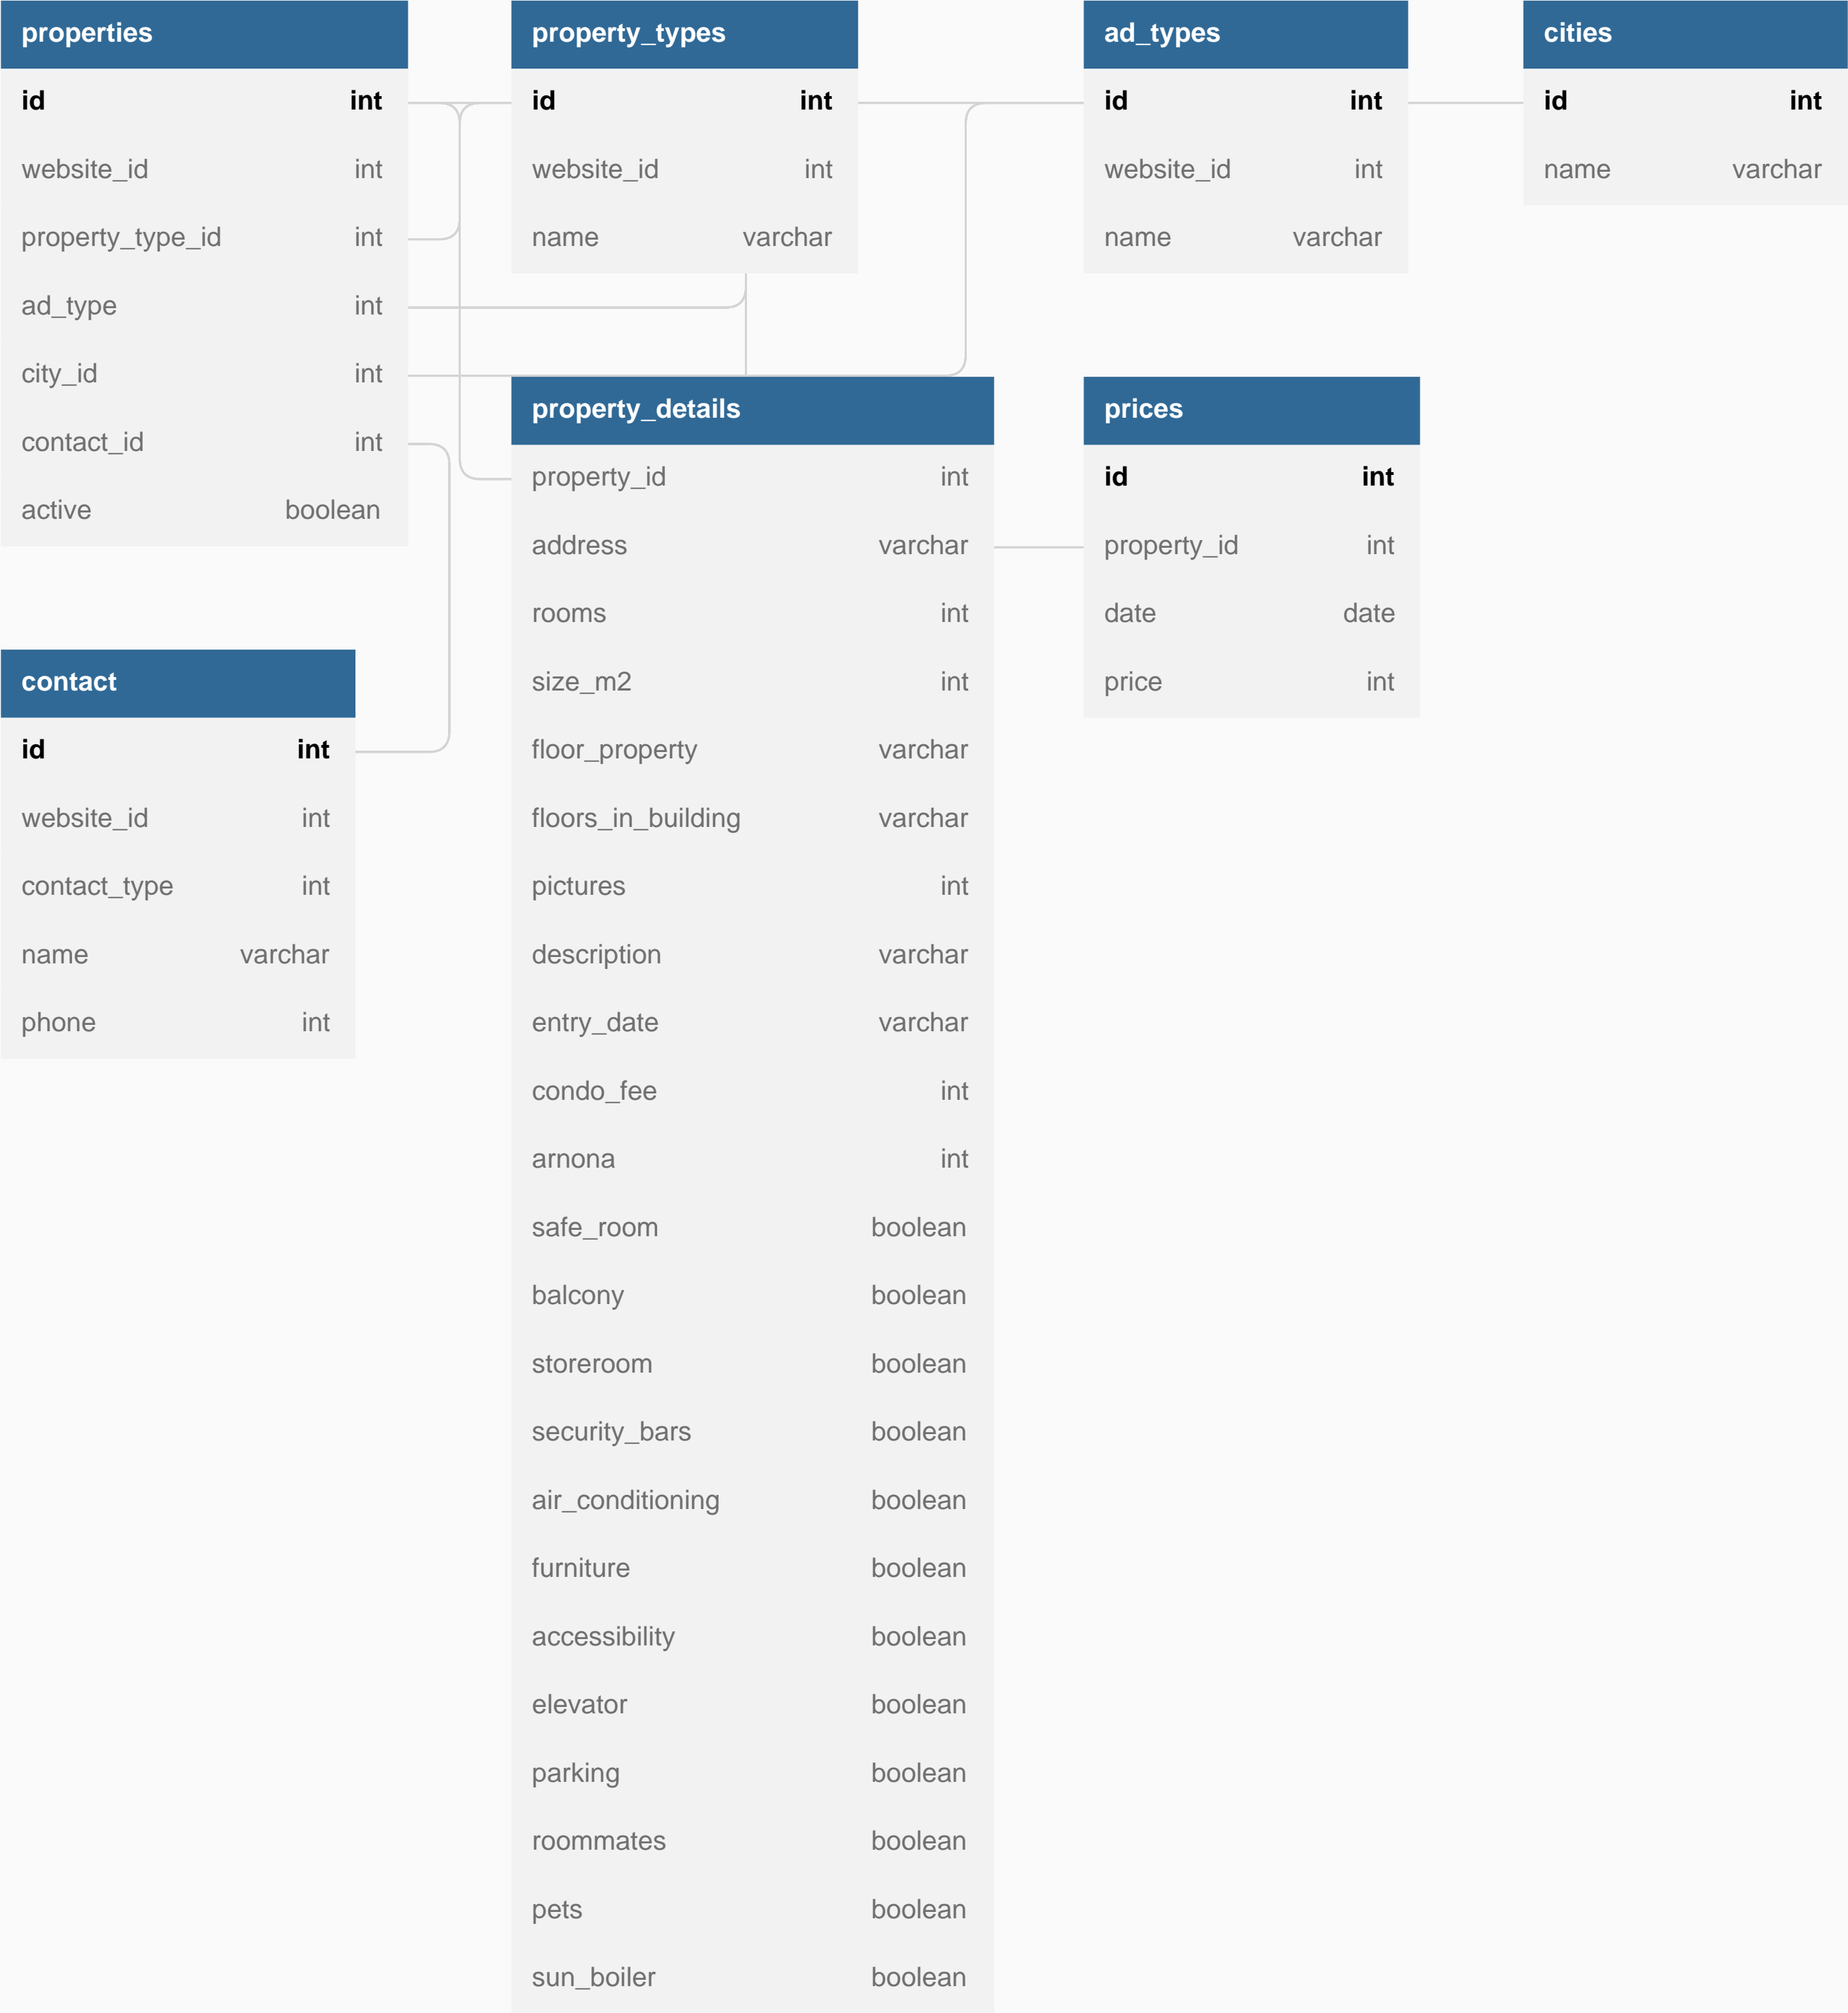 properties
id int
website_id int
property_type_id int
ad_type int
city_id int
contact_id int
active boolean
property_types
id int
website_id int
name varchar
ad_types
id int
website_id int
name varchar
cities
id int
name varchar
property_details
property_id int
address varchar
rooms int
size_m2 int
floor_property varchar
floors_in_building varchar
pictures int
description varchar
entry_date varchar
condo_fee int
arnona int
safe_room boolean
balcony boolean
storeroom boolean
security_bars boolean
air_conditioning boolean
furniture boolean
accessibility boolean
elevator boolean
parking boolean
roommates boolean
pets boolean
sun_boiler boolean
prices
id int
property_id int
date date
price int
contact
id int
website_id int
contact_type int
name varchar
phone int